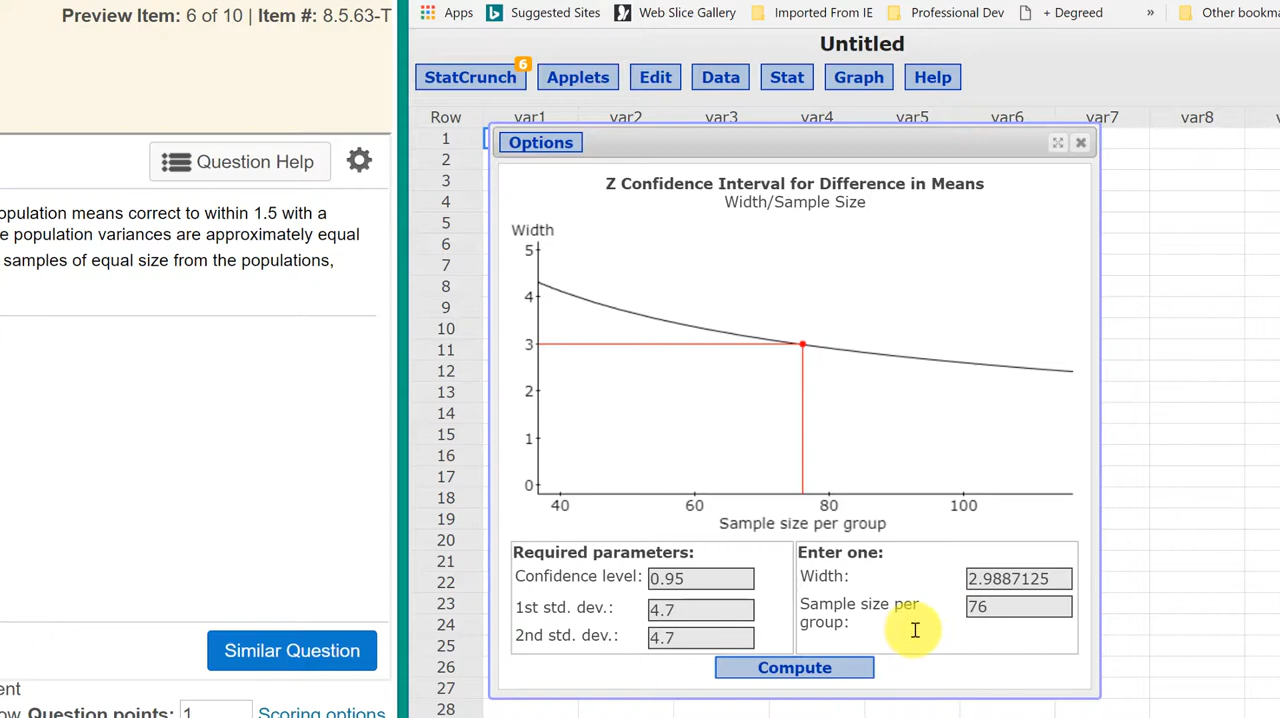 Preview Item: 6 of 10 | Item #: 8.5.63-T
Question Help
opulation means correct to within 1.5 with a
e population variances are approximately equal
samples of equal size from the populations,
Similar Question
ent
ow Question points: 1 Scoring options
Apps Suggested Sites Web Slice Gallery Imported From IE Professional Dev + Degreed » Other bookma
Untitled
StatCrunch 6 Applets Edit Data Stat Graph Help
Row var1 var2 var3 var4 var5 var6 var7 var8
1
2
3
4
5
6
7
8
9
10
11
12
13
14
15
16
17
18
19
20
21
22
23
24
25
26
27
28
Options
Z Confidence Interval for Difference in Means
Width/Sample Size
Width
5
4
3
2
1
0
40 60 80 100
Sample size per group
Required parameters:
Confidence level: 0.95
1st std. dev.: 4.7
2nd std. dev.: 4.7
Enter one:
Width: 2.9887125
Sample size per
group: 76
Compute